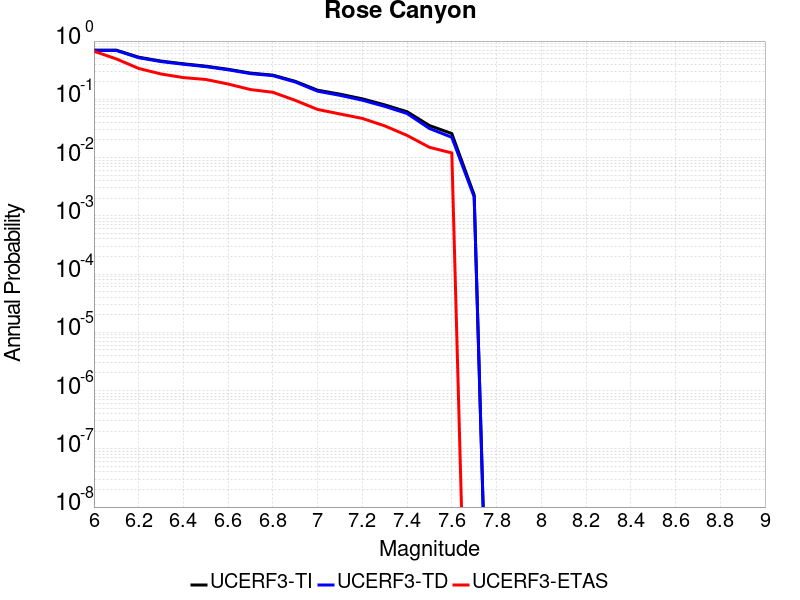 Rose Canyon
10^0
10^-1
10^-2
10^-3
10^-4
10^-5
10^-6
10^-7
10^-8
Annual Probability
6 6.2 6.4 6.6 6.8 7 7.2 7.4 7.6 7.8 8 8.2 8.4 8.6 8.8 9
Magnitude
UCERF3-TI UCERF3-TD UCERF3-ETAS